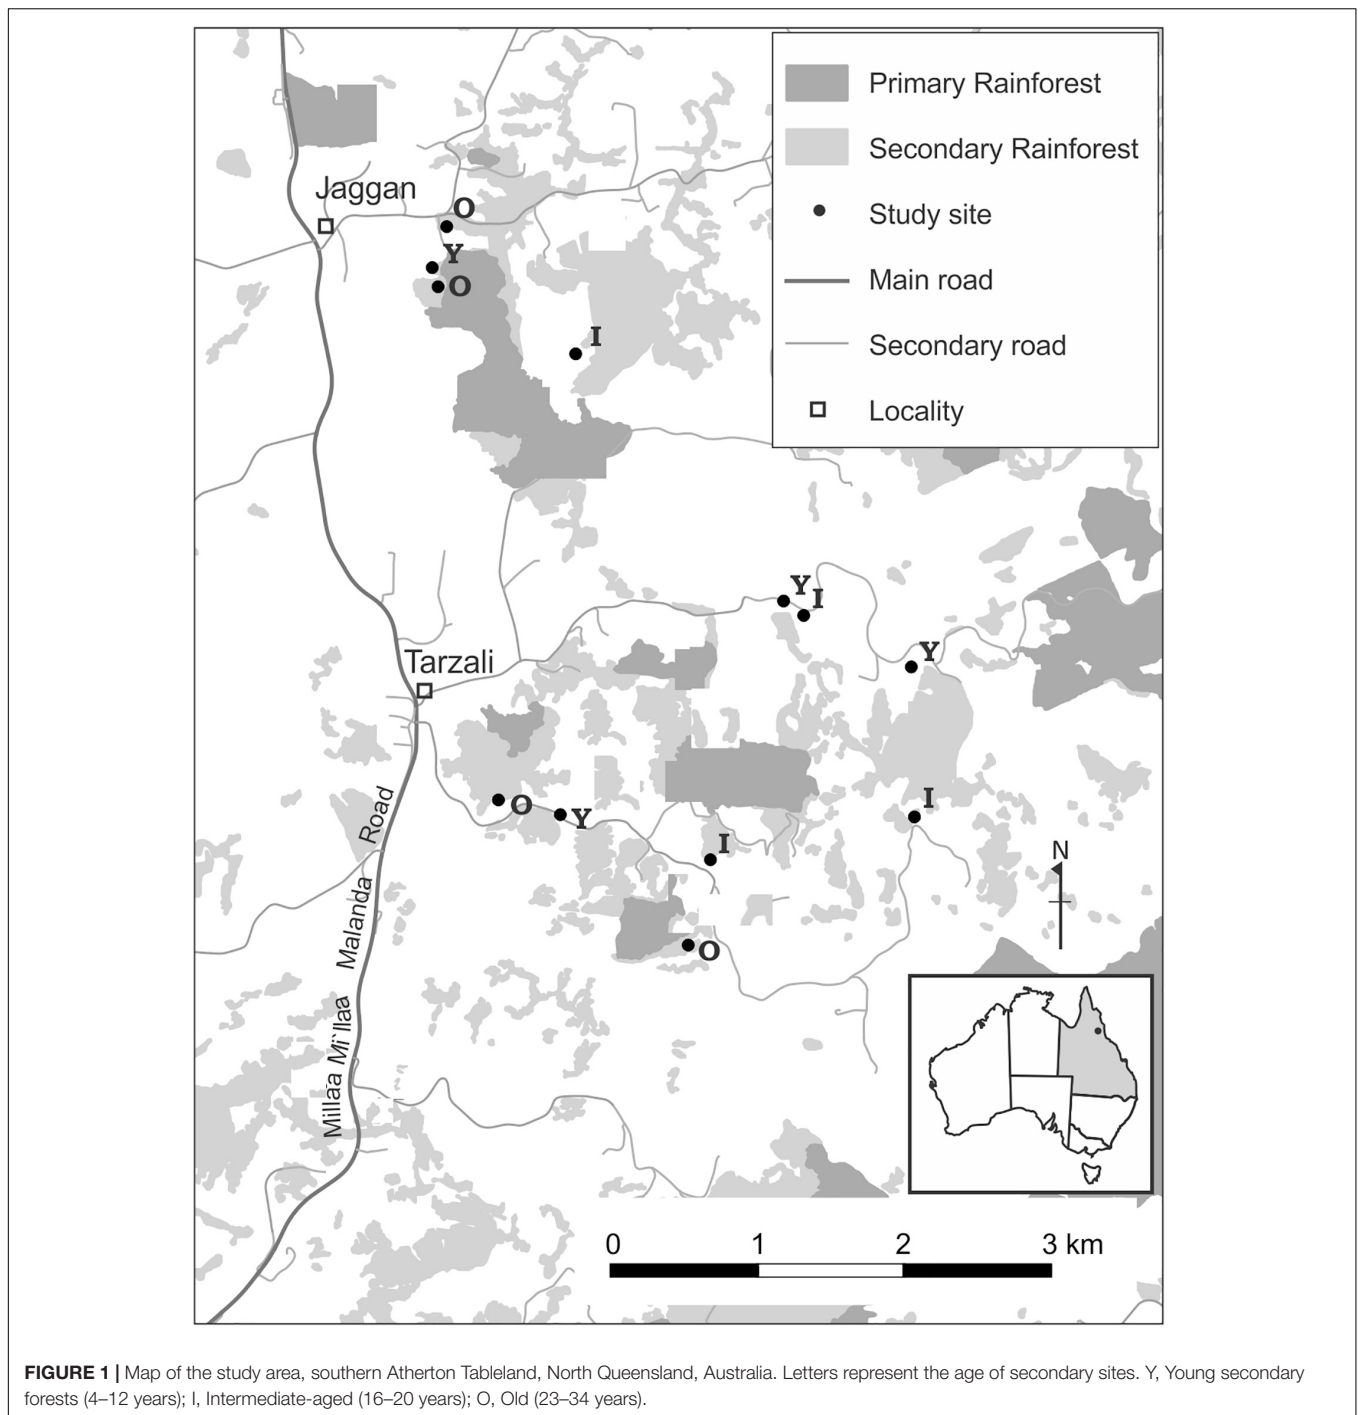 Primary Rainforest
Secondary Rainforest
Study site
Main road
Secondary road
Locality
Jaggan
O
Y
O
I
Y
I
Y
Tarzali
O
Y
I
I
O
N
Millaa Mi`llaa Malanda Road
0 1 2 3 km
FIGURE 1 | Map of the study area, southern Atherton Tableland, North Queensland, Australia. Letters represent the age of secondary sites. Y, Young secondary
forests (4–12 years); I, Intermediate-aged (16–20 years); O, Old (23–34 years).